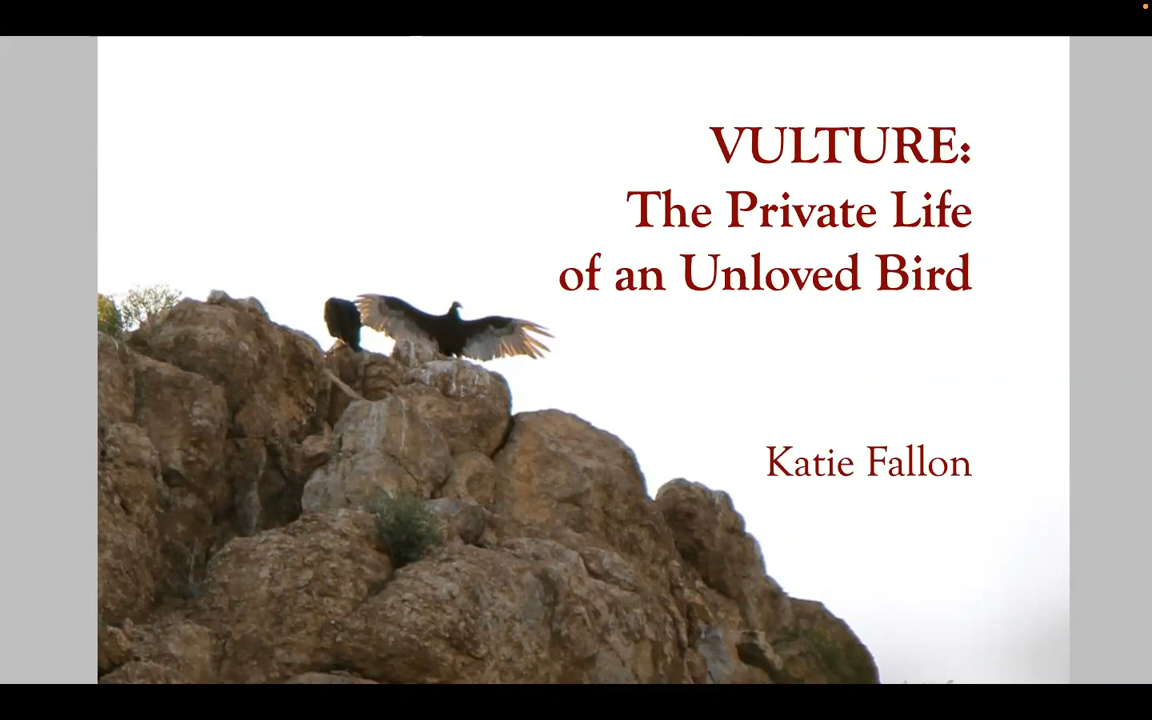 VULTURE:
The Private Life
of an Unloved Bird
Katie Fallon